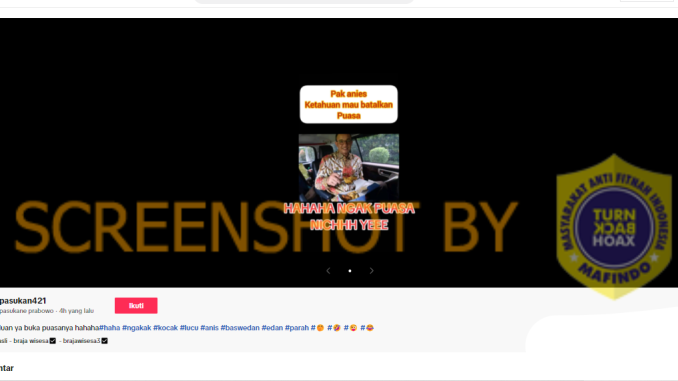 Pak anies
Ketahuan mau batalkan
Puasa
HAHAHA NGAK PUASA
NICHHH YEEE
SCREENSHOT BY
MASYARAKAT ANTI FITNAH INDONESIA
TURN
BACK
HOAX
MAFINDO
pasukan421
pasukane prabowo · 4h yang lalu
Ikuti
uan ya buka puasanya hahaha#haha #ngakak #kocak #lucu #anis #baswedan #edan #parah #😂 #🤣 #😜 #😂
asli - braja wisesa☑ - brajawisesa3☑
ntar